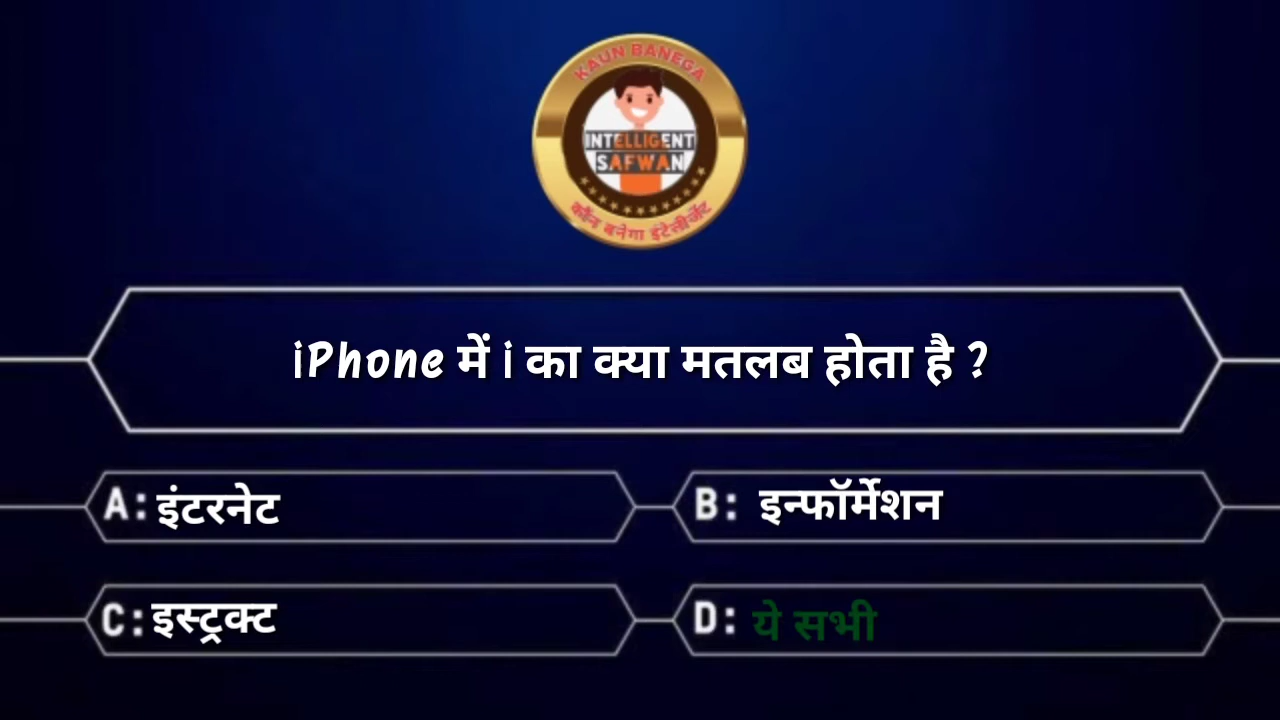 KAUN BANEGA
INTELLIGENT
SAFWAN
कौन बनेगा इंटेलीजेंट
iPhone में i का क्या मतलब होता है ?
A: इंटरनेट
B: इन्फॉर्मेशन
C: इस्ट्रक्ट
D: ये सभी